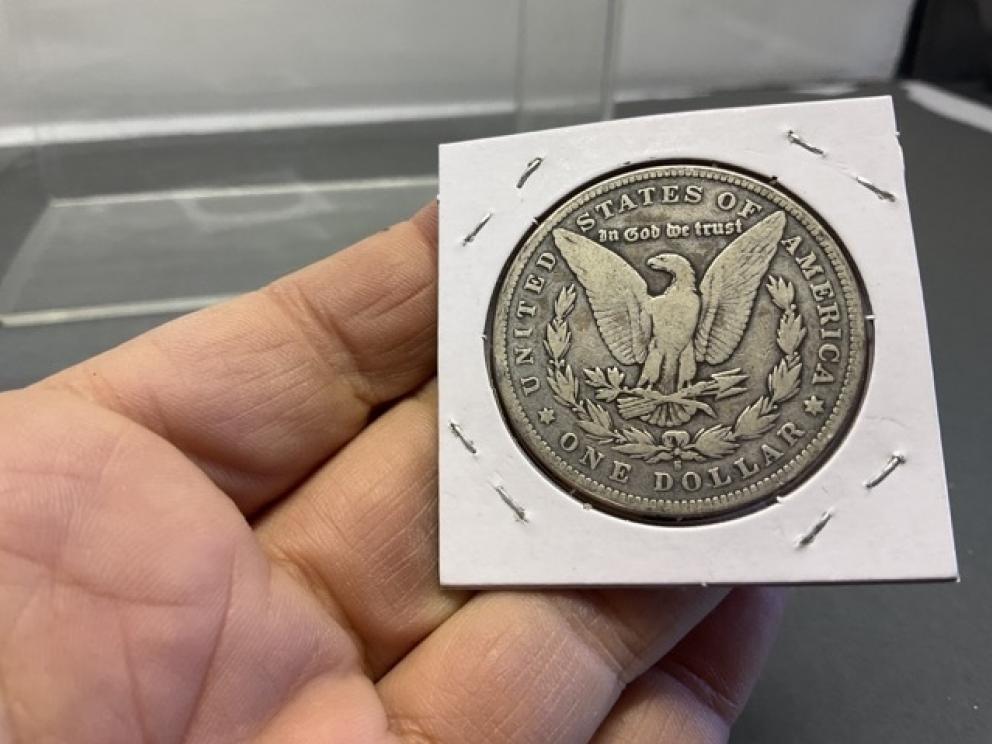 UNITED STATES OF AMERICA
In God we trust
ONE DOLLAR